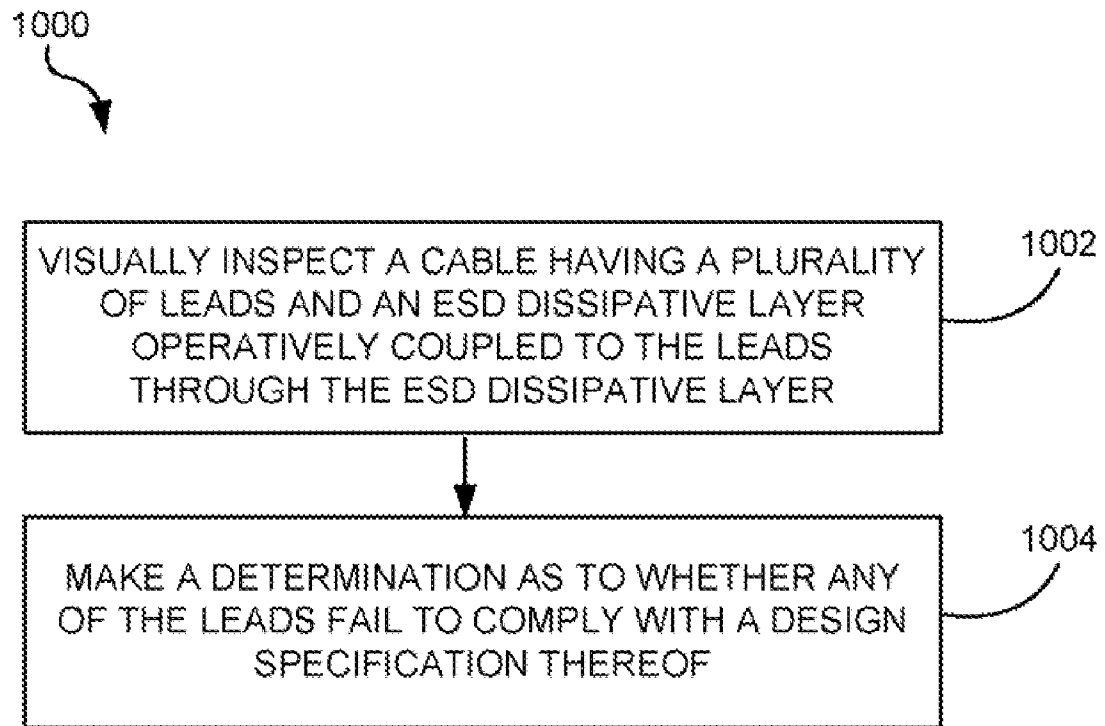 1000
VISUALLY INSPECT A CABLE HAVING A PLURALITY
OF LEADS AND AN ESD DISSIPATIVE LAYER
OPERATIVELY COUPLED TO THE LEADS
THROUGH THE ESD DISSIPATIVE LAYER
1002
MAKE A DETERMINATION AS TO WHETHER ANY
OF THE LEADS FAIL TO COMPLY WITH A DESIGN
SPECIFICATION THEREOF
1004